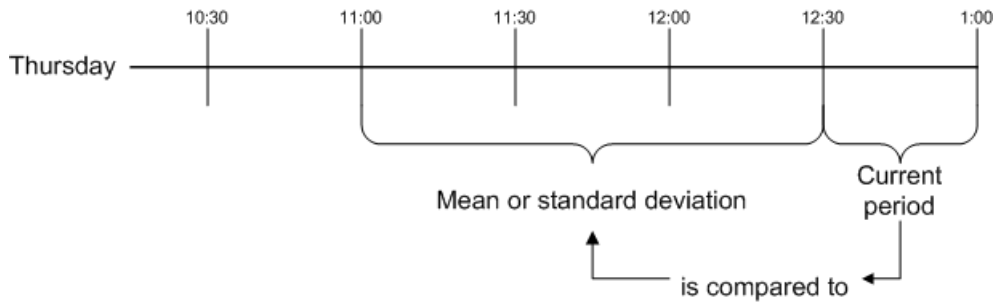 10:30 11:00 11:30 12:00 12:30 1:00
Thursday
Mean or standard deviation
Current
period
is compared to